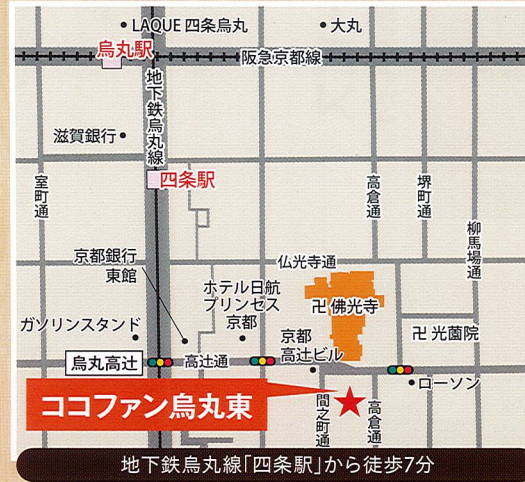 LAQUE 四条烏丸
大丸
烏丸駅
阪急京都線
地下鉄烏丸線
滋賀銀行
四条駅
室町通
高倉通
堺町通
柳馬場通
京都銀行
東館
仏光寺通
ホテル日航
プリンセス
京都
卍 佛光寺
ガソリンスタンド
京都
高辻ビル
卍 光薗院
烏丸高辻
高辻通
ローソン
ココファン烏丸東
間之町通
高倉通
地下鉄烏丸線「四条駅」から徒歩7分